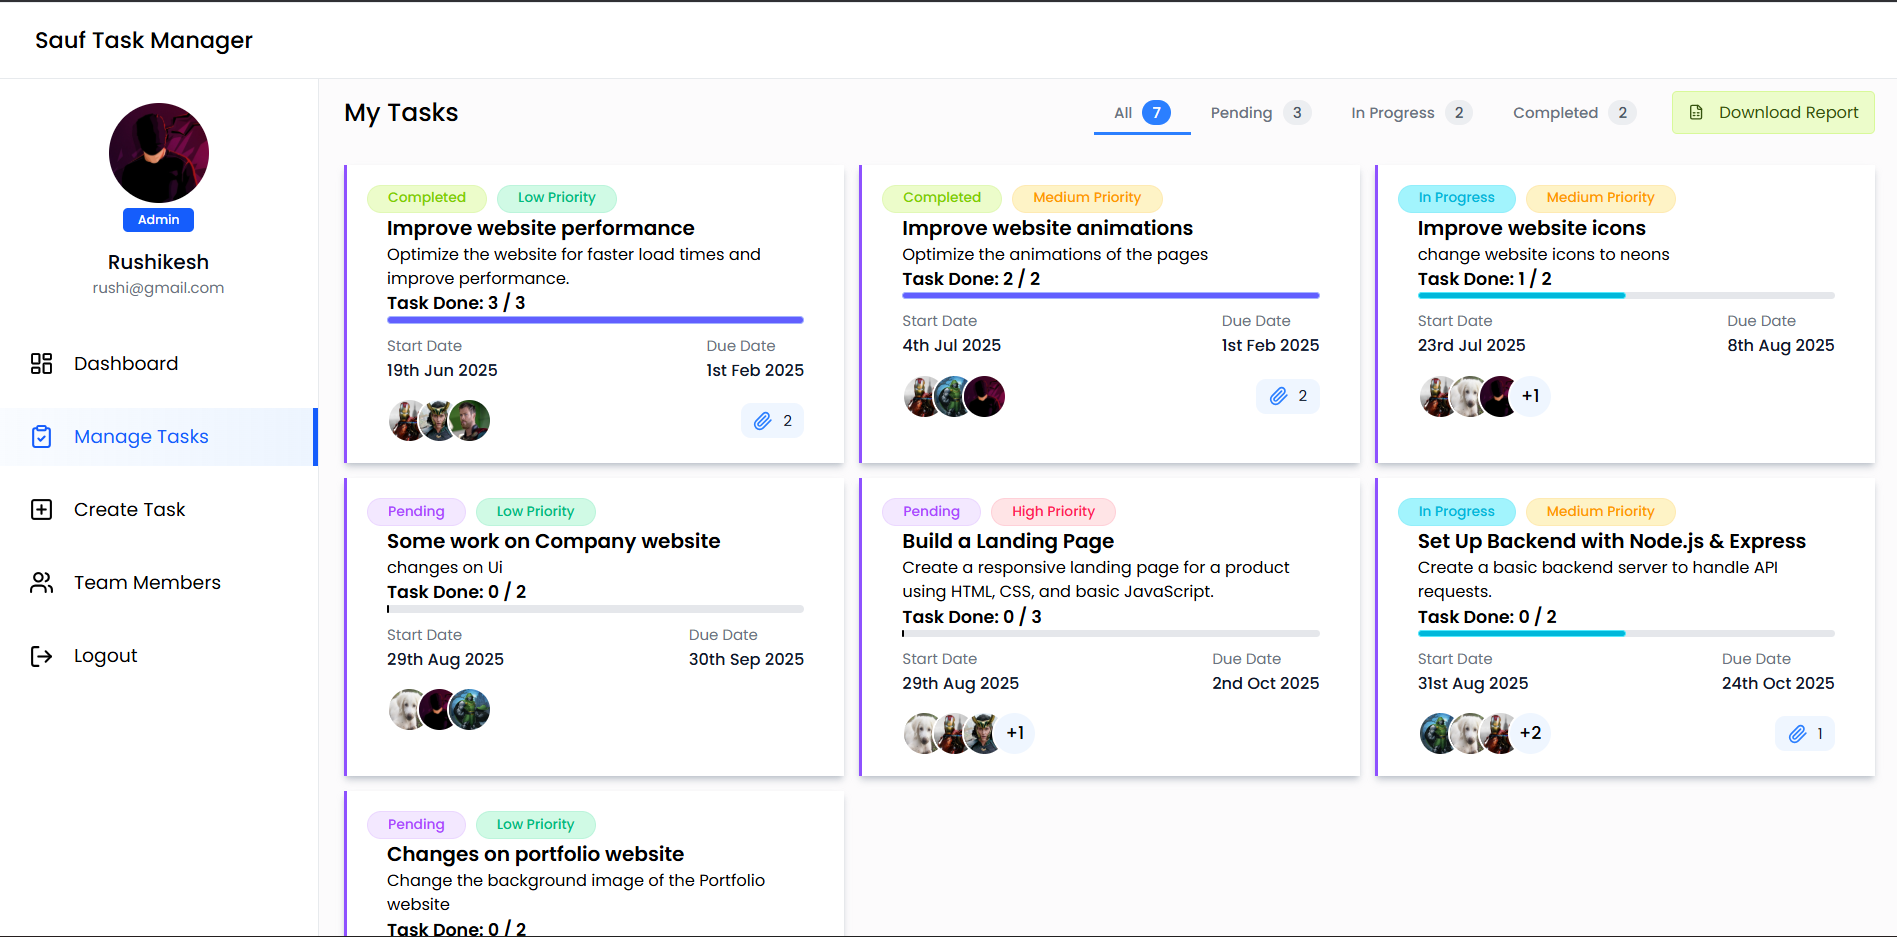 Sauf Task Manager
Admin
Rushikesh
rushi@gmail.com
Dashboard
Manage Tasks
Create Task
Team Members
Logout
My Tasks
All 7
Pending 3
In Progress 2
Completed 2
Download Report
Completed Low Priority
Improve website performance
Optimize the website for faster load times and
improve performance.
Task Done: 3 / 3
Start Date Due Date
19th Jun 2025 1st Feb 2025
2
Completed Medium Priority
Improve website animations
Optimize the animations of the pages
Task Done: 2 / 2
Start Date Due Date
4th Jul 2025 1st Feb 2025
2
In Progress Medium Priority
Improve website icons
change website icons to neons
Task Done: 1 / 2
Start Date Due Date
23rd Jul 2025 8th Aug 2025
+1
Pending Low Priority
Some work on Company website
changes on Ui
Task Done: 0 / 2
Start Date Due Date
29th Aug 2025 30th Sep 2025
Pending High Priority
Build a Landing Page
Create a responsive landing page for a product
using HTML, CSS, and basic JavaScript.
Task Done: 0 / 3
Start Date Due Date
29th Aug 2025 2nd Oct 2025
+1
In Progress Medium Priority
Set Up Backend with Node.js & Express
Create a basic backend server to handle API
requests.
Task Done: 0 / 2
Start Date Due Date
31st Aug 2025 24th Oct 2025
+2 1
Pending Low Priority
Changes on portfolio website
Change the background image of the Portfolio
website
Task Done: 0 / 2